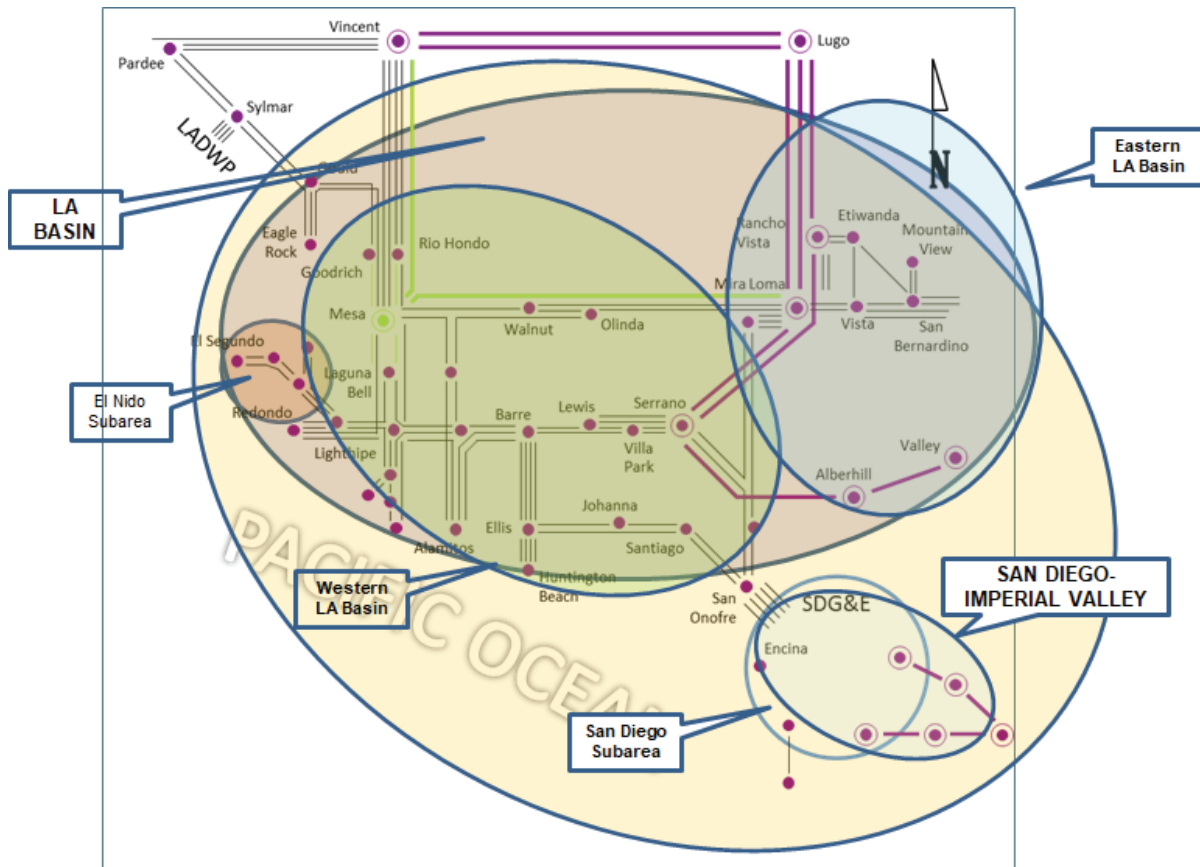 Vincent
Lugo
Pardee
Sylmar
LADWP
N
Eastern
LA Basin
LA
BASIN
Eagle
Rock
Goodrich
Rio Hondo
Rancho
Vista
Etiwanda
Mountain
View
Mira Loma
Mesa
Walnut
Olinda
Vista
San
Bernardino
El Segundo
El Nido
Subarea
Laguna
Bell
Redondo
Lighthipe
Barre
Lewis
Serrano
Villa
Park
Valley
Alberhill
Johanna
Ellis
Santiago
Alamitos
Huntington
Beach
Western
LA Basin
PACIFIC OCEAN
San
Onofre
SDG&E
SAN DIEGO-
IMPERIAL VALLEY
Encina
San Diego
Subarea